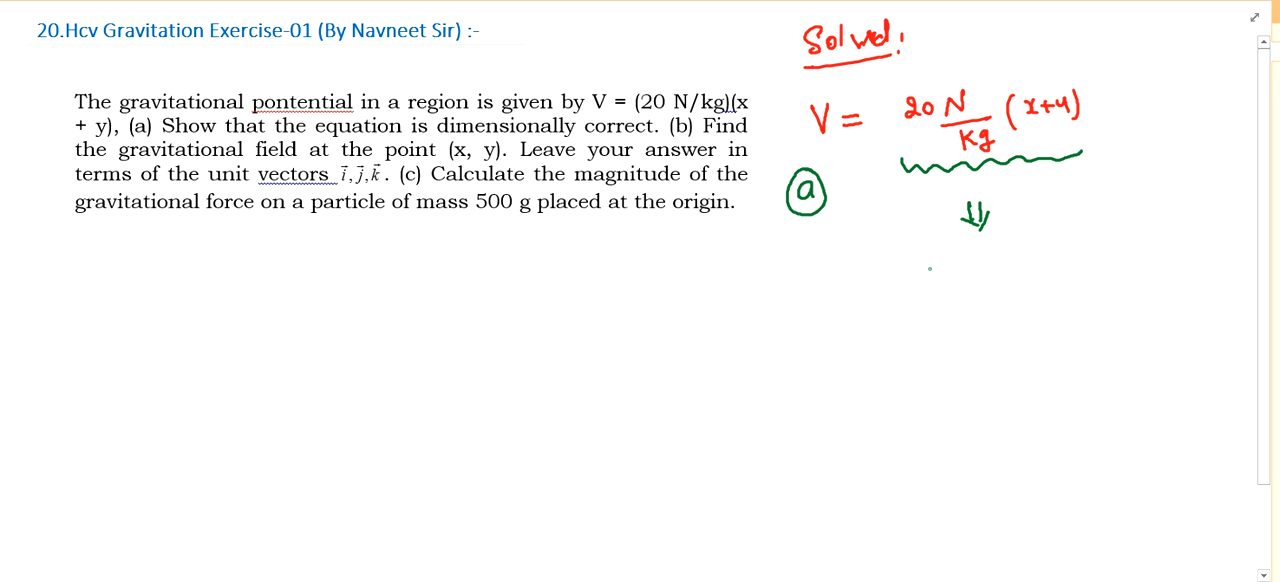 20.Hcv Gravitation Exercise-01 (By Navneet Sir) :-
Solved:
The gravitational pontential in a region is given by V = (20 N/kg)(x
+ y), (a) Show that the equation is dimensionally correct. (b) Find
the gravitational field at the point (x, y). Leave your answer in
terms of the unit vectors i⃗, j⃗, k⃗. (c) Calculate the magnitude of the
gravitational force on a particle of mass 500 g placed at the origin.
V = 20 N/kg (x+y)
(a)